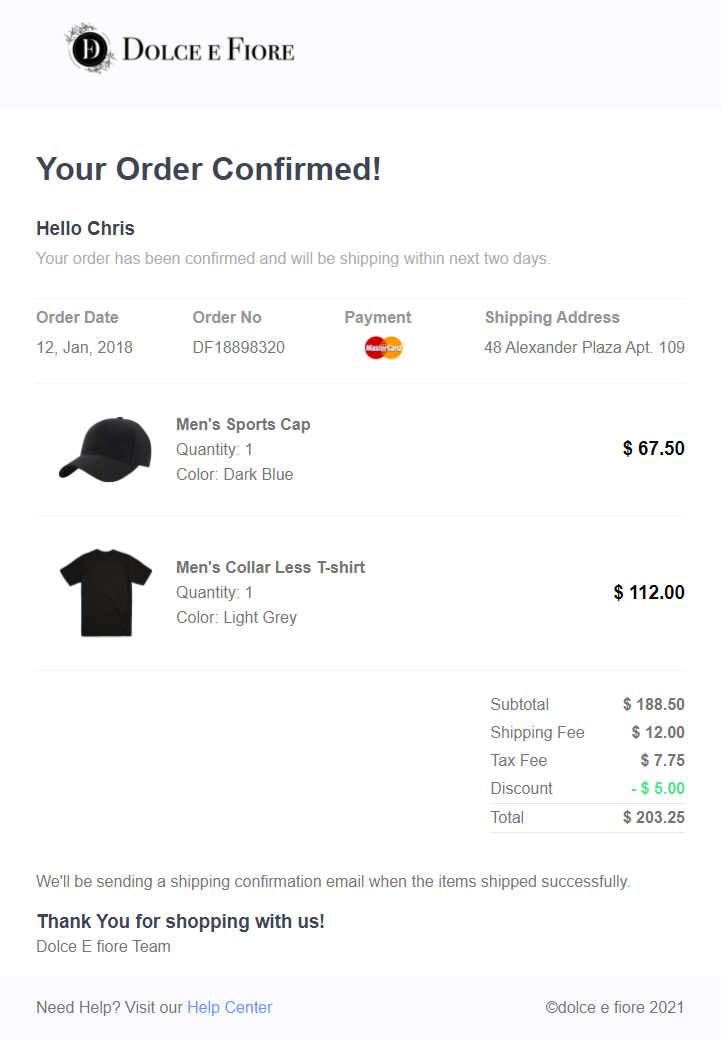 DOLCE E FIORE
Your Order Confirmed!
Hello Chris
Your order has been confirmed and will be shipping within next two days.
Order Date Order No Payment Shipping Address
12, Jan, 2018 DF18898320 MasterCard 48 Alexander Plaza Apt. 109
Men's Sports Cap
Quantity: 1
$ 67.50
Color: Dark Blue
Men's Collar Less T-shirt
Quantity: 1
$ 112.00
Color: Light Grey
Subtotal $ 188.50
Shipping Fee $ 12.00
Tax Fee $ 7.75
Discount - $ 5.00
Total $ 203.25
We'll be sending a shipping confirmation email when the items shipped successfully.
Thank You for shopping with us!
Dolce E fiore Team
Need Help? Visit our Help Center ©dolce e fiore 2021